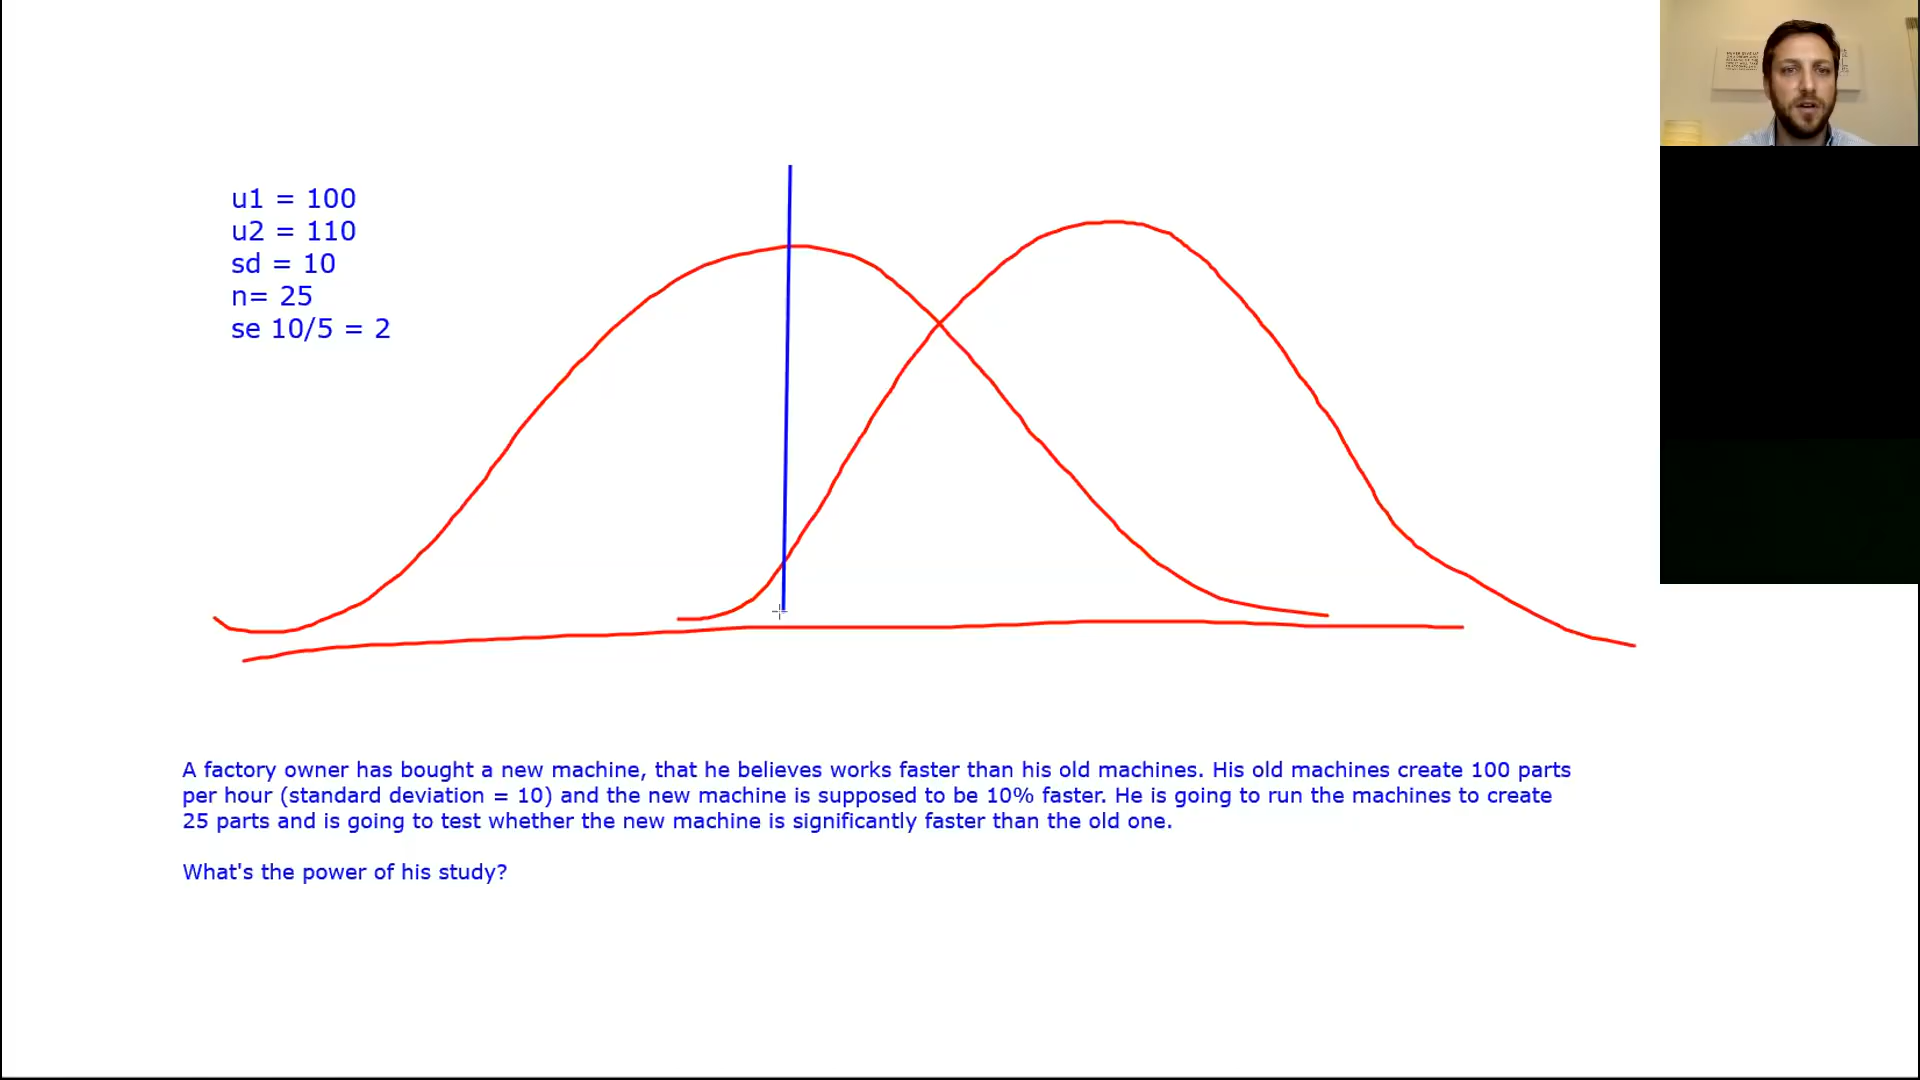 u1 = 100
u2 = 110
sd = 10
n= 25
se 10/5 = 2
A factory owner has bought a new machine, that he believes works faster than his old machines. His old machines create 100 parts
per hour (standard deviation = 10) and the new machine is supposed to be 10% faster. He is going to run the machines to create
25 parts and is going to test whether the new machine is significantly faster than the old one.
What's the power of his study?